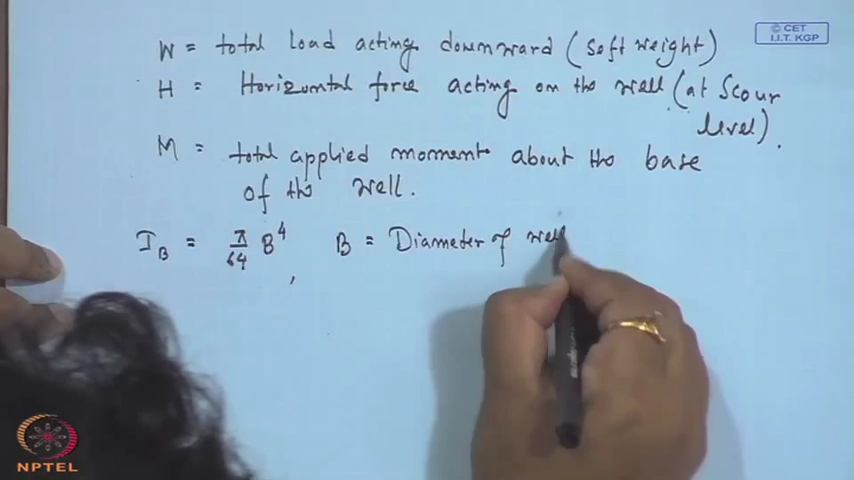 © CET
I.I.T. KGP
W = total load acting downward (soft weight)
H = Horizontal force acting on the well (at Scour
level).
M = total applied moment about the base
of the well.
I_B = π/64 B^4, B = Diameter of well
NPTEL